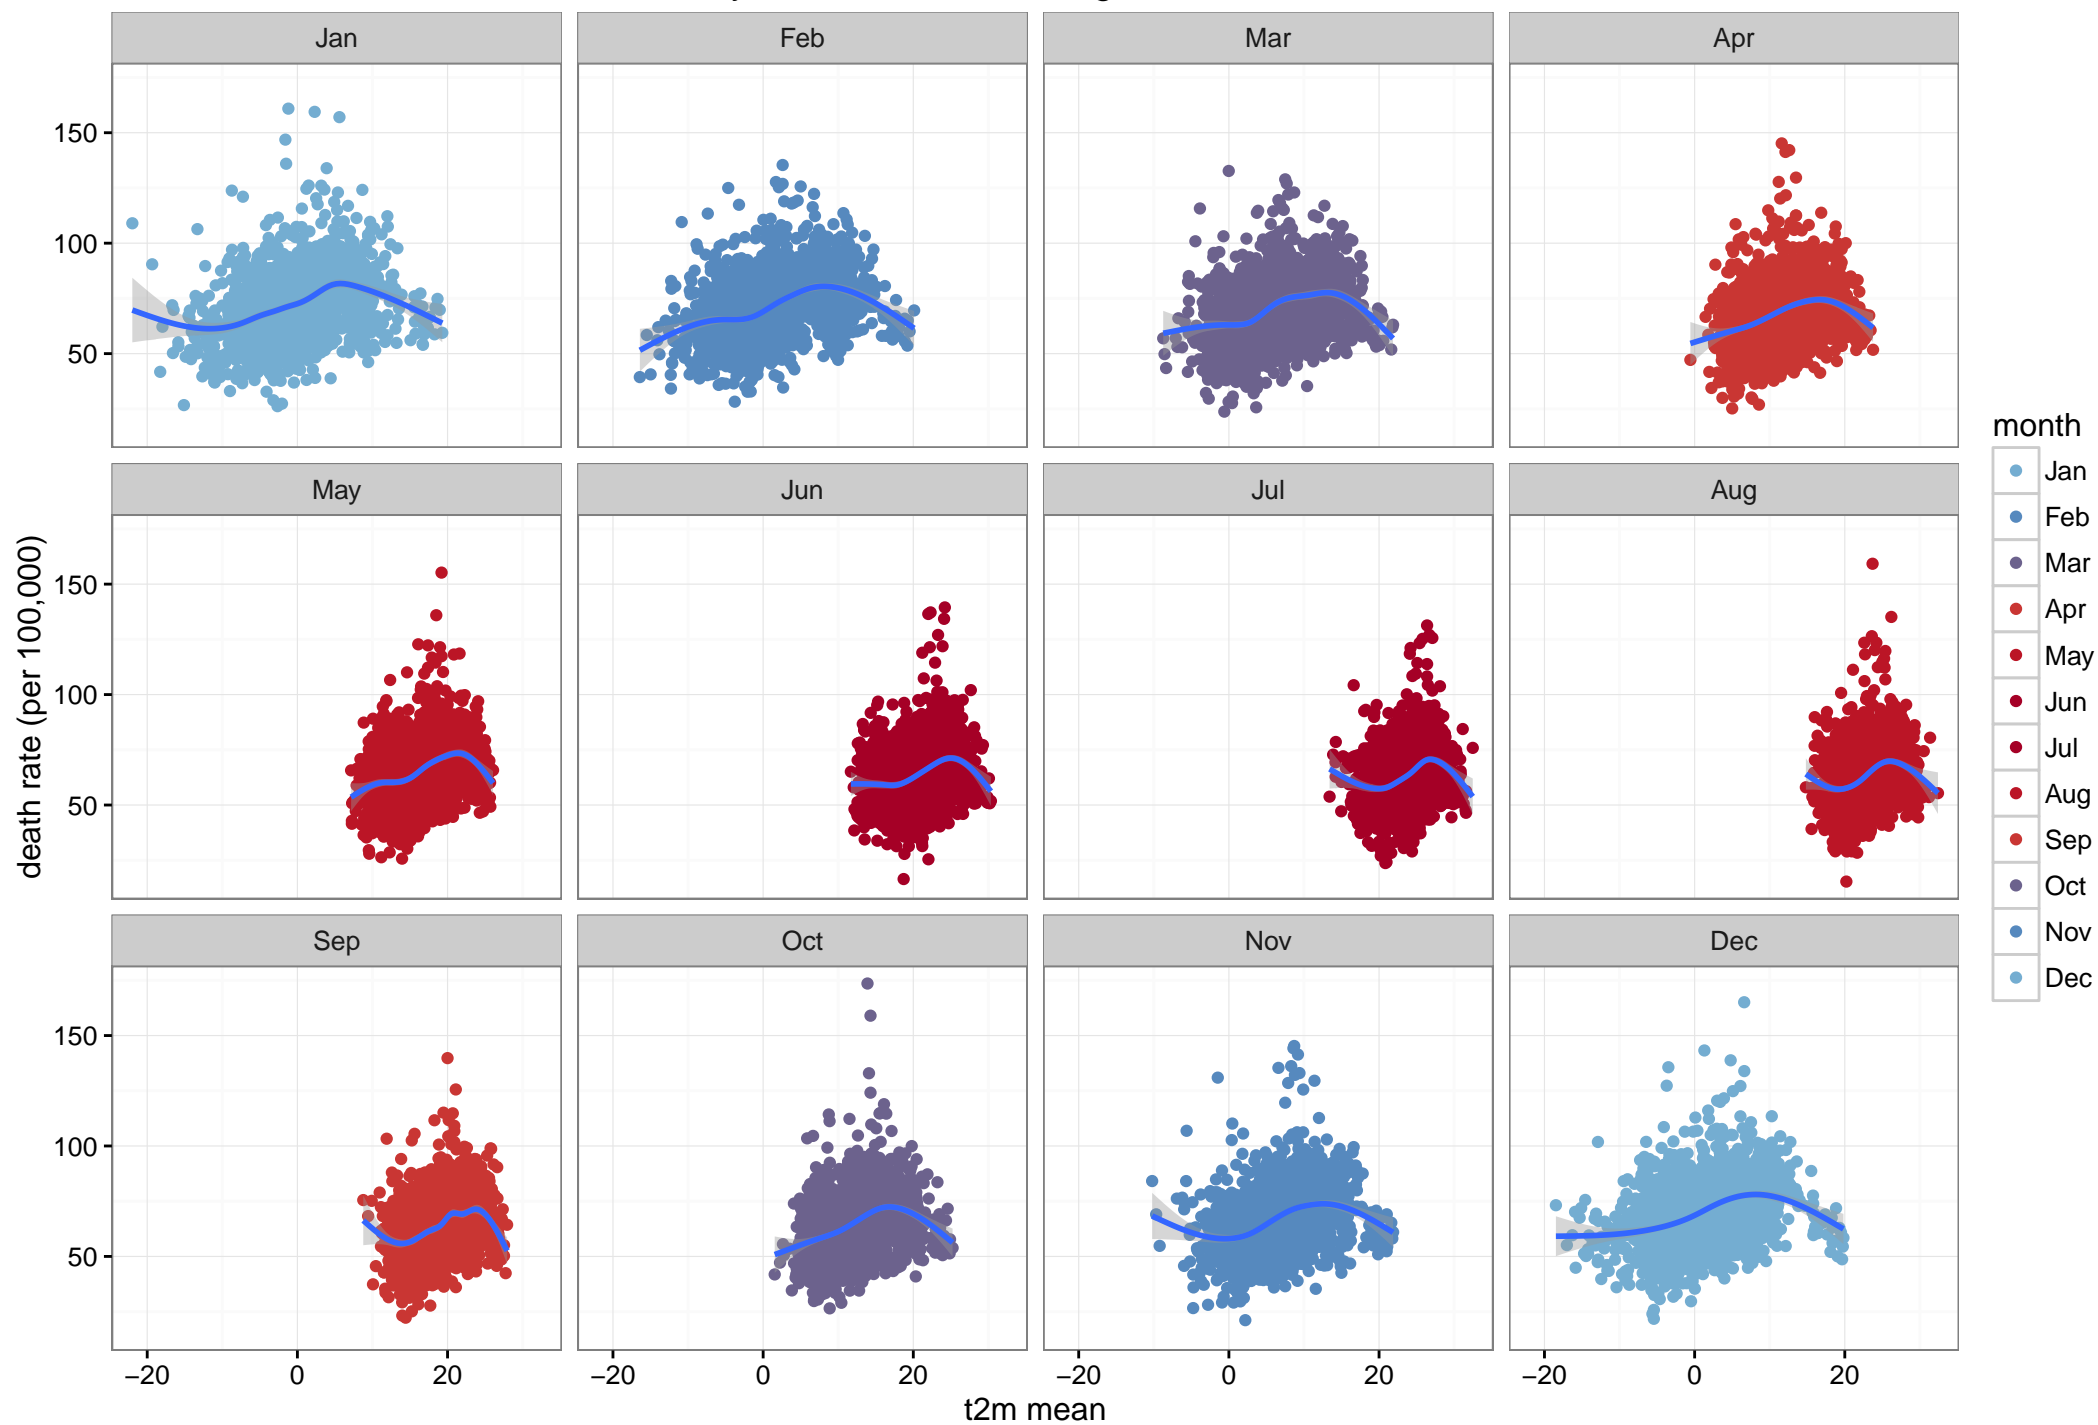 Jan Feb Mar Apr
150
100
50
May Jun Jul Aug
150
100
50
Sep Oct Nov Dec
150
100
50
−20 0 20 −20 0 20 −20 0 20 −20 0 20
t2m mean
death rate (per 100,000)
month
Jan
Feb
Mar
Apr
May
Jun
Jul
Aug
Sep
Oct
Nov
Dec